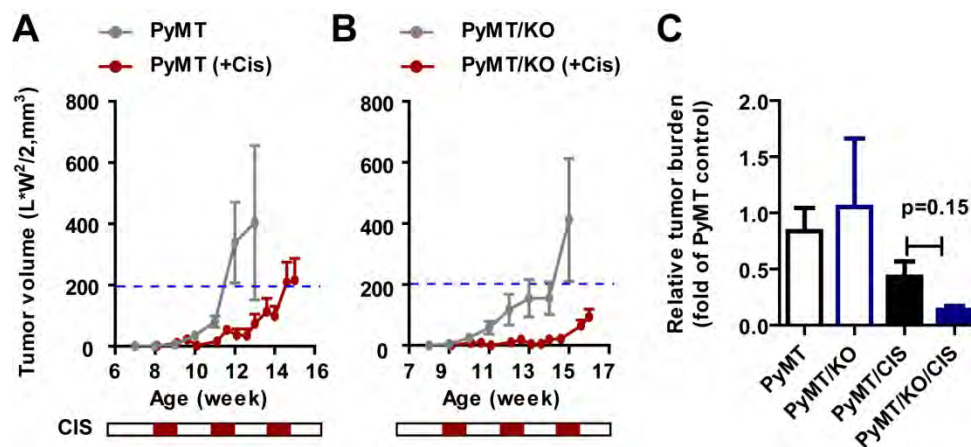 A
PyMT
PyMT (+Cis)
Tumor volume (L*W²/2,mm³)
800
600
400
200
0
6 8 10 12 14 16
Age (week)
CIS
B
PyMT/KO
PyMT/KO (+Cis)
800
600
400
200
0
7 9 11 13 15 17
Age (week)
C
Relative tumor burden
(fold of PyMT control)
2.0
1.5
1.0
0.5
0.0
p=0.15
PyMT
PyMT/KO
PyMT/CIS
PyMT/KO/CIS